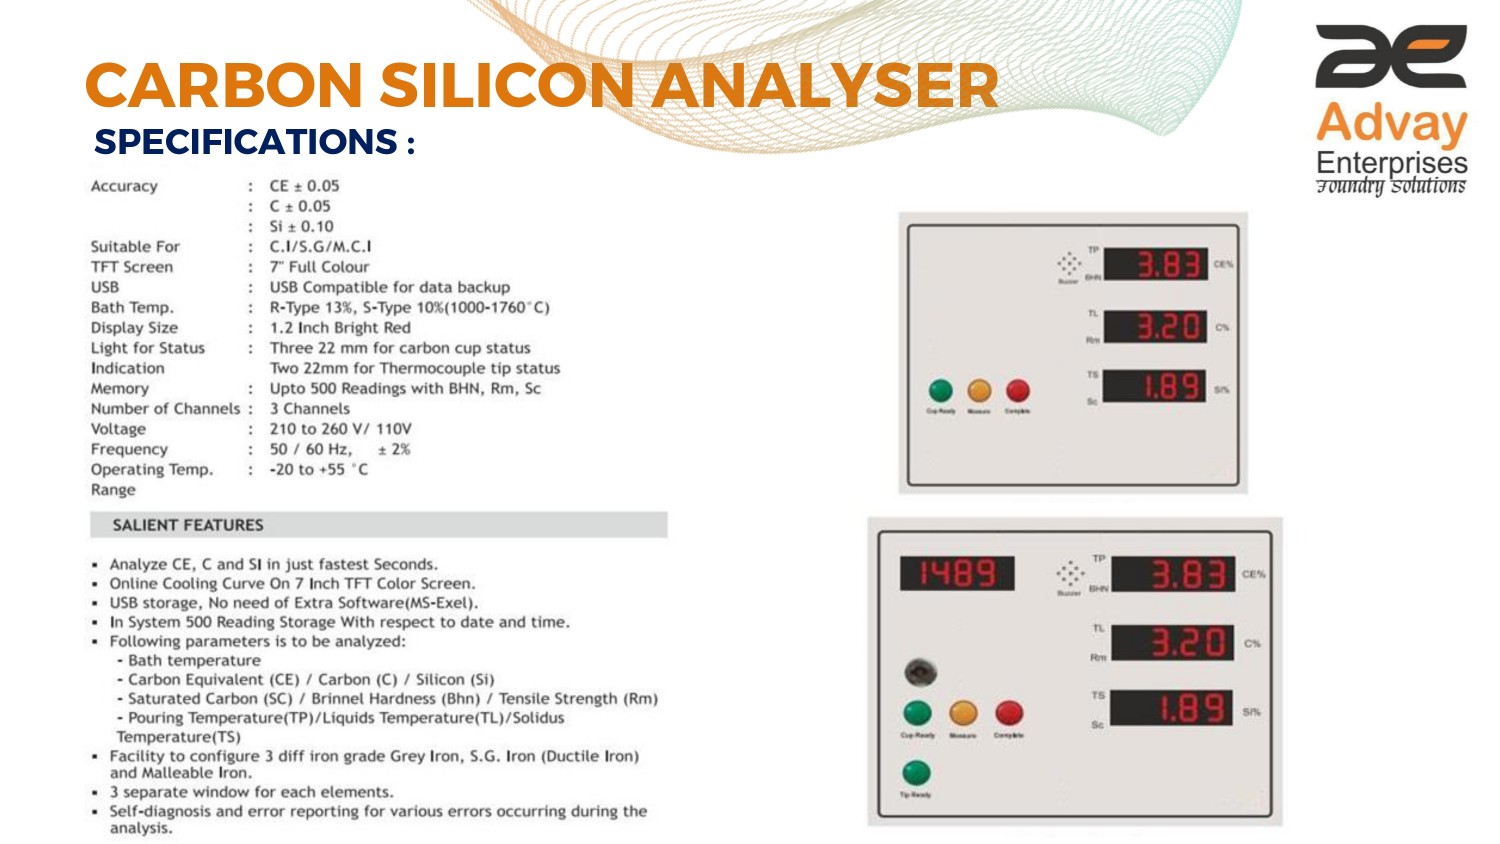 CARBON SILICON ANALYSER
SPECIFICATIONS :
Advay
Enterprises
Foundry Solutions
Accuracy : CE ± 0.05
: C ± 0.05
: Si ± 0.10
Suitable For : C.I/S.G/M.C.I
TFT Screen : 7" Full Colour
USB : USB Compatible for data backup
Bath Temp. : R-Type 13%, S-Type 10%(1000-1760°C)
Display Size : 1.2 Inch Bright Red
Light for Status : Three 22 mm for carbon cup status
Indication Two 22mm for Thermocouple tip status
Memory : Upto 500 Readings with BHN, Rm, Sc
Number of Channels : 3 Channels
Voltage : 210 to 260 V/ 110V
Frequency : 50 / 60 Hz, ± 2%
Operating Temp. : -20 to +55 °C
Range
SALIENT FEATURES
▪ Analyze CE, C and SI in just fastest Seconds.
▪ Online Cooling Curve On 7 Inch TFT Color Screen.
▪ USB storage, No need of Extra Software(MS-Exel).
▪ In System 500 Reading Storage With respect to date and time.
▪ Following parameters is to be analyzed:
- Bath temperature
- Carbon Equivalent (CE) / Carbon (C) / Silicon (Si)
- Saturated Carbon (SC) / Brinnel Hardness (Bhn) / Tensile Strength (Rm)
- Pouring Temperature(TP)/Liquids Temperature(TL)/Solidus
Temperature(TS)
▪ Facility to configure 3 diff iron grade Grey Iron, S.G. Iron (Ductile Iron)
and Malleable Iron.
▪ 3 separate window for each elements.
▪ Self-diagnosis and error reporting for various errors occurring during the
analysis.
TP
3.83 CE%
Buzzer BHN
TL
3.20 C%
Rm
TS
1.89 Si%
Sc
Cup Ready Measure Complete
1489
TP
3.83 CE%
Buzzer BHN
TL
3.20 C%
Rm
TS
1.89 Si%
Sc
Cup Ready Measure Complete
Tip Ready